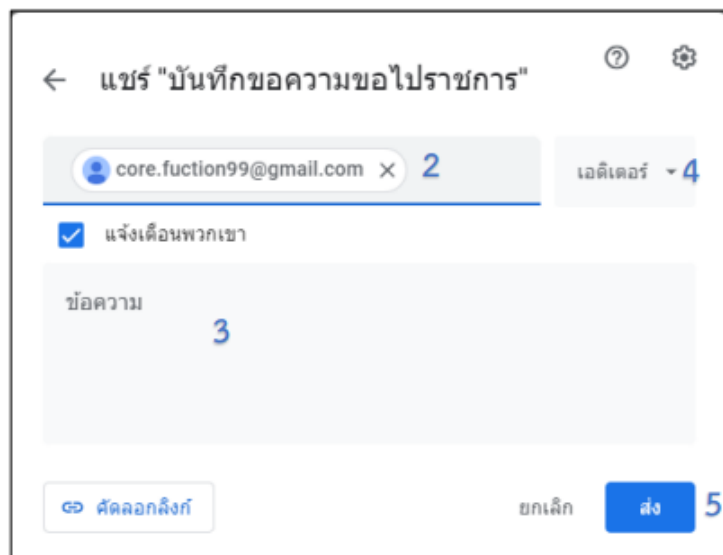 แชร์ "บันทึกขอความขอไปราชการ"
core.fuction99@gmail.com 2
เอดิเตอร์ 4
แจ้งเตือนพวกเขา
ข้อความ
3
คัดลอกลิงก์
ยกเลิก
ส่ง 5